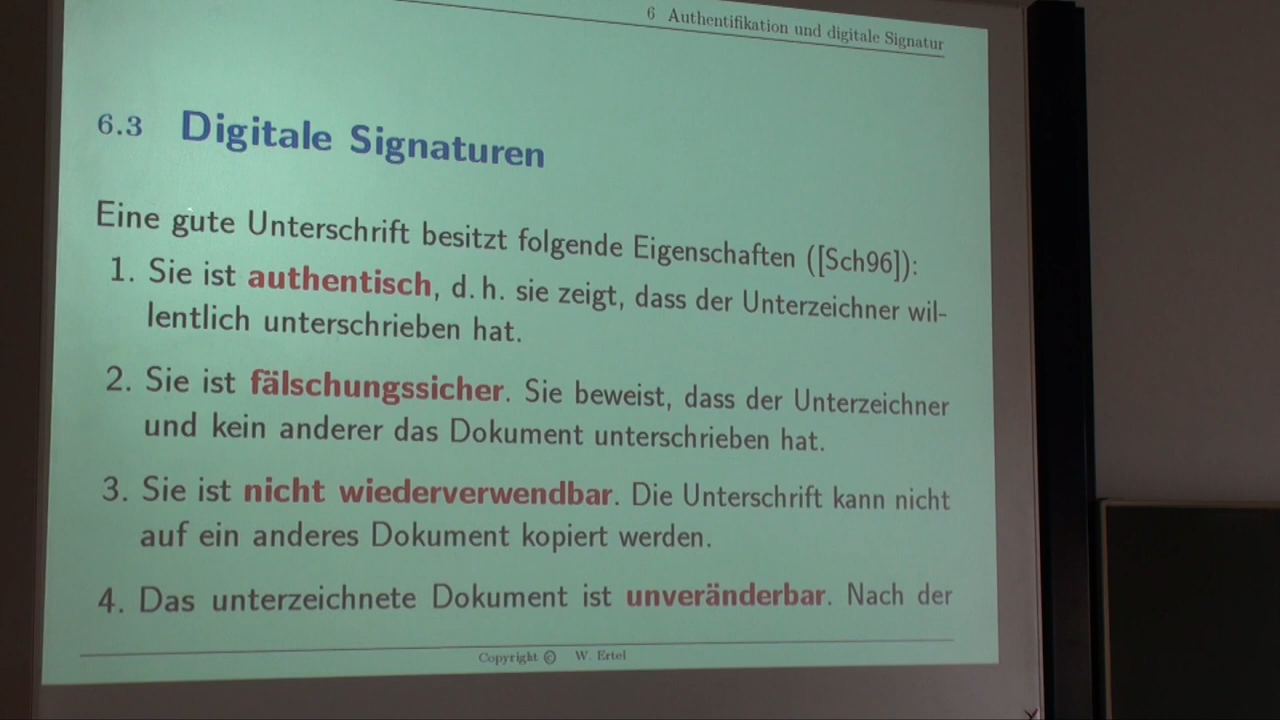 6 Authentifikation und digitale Signatur
6.3 Digitale Signaturen
Eine gute Unterschrift besitzt folgende Eigenschaften ([Sch96]):
1. Sie ist authentisch, d. h. sie zeigt, dass der Unterzeichner wil-
lentlich unterschrieben hat.
2. Sie ist fälschungssicher. Sie beweist, dass der Unterzeichner
und kein anderer das Dokument unterschrieben hat.
3. Sie ist nicht wiederverwendbar. Die Unterschrift kann nicht
auf ein anderes Dokument kopiert werden.
4. Das unterzeichnete Dokument ist unveränderbar. Nach der
Copyright © W. Ertel